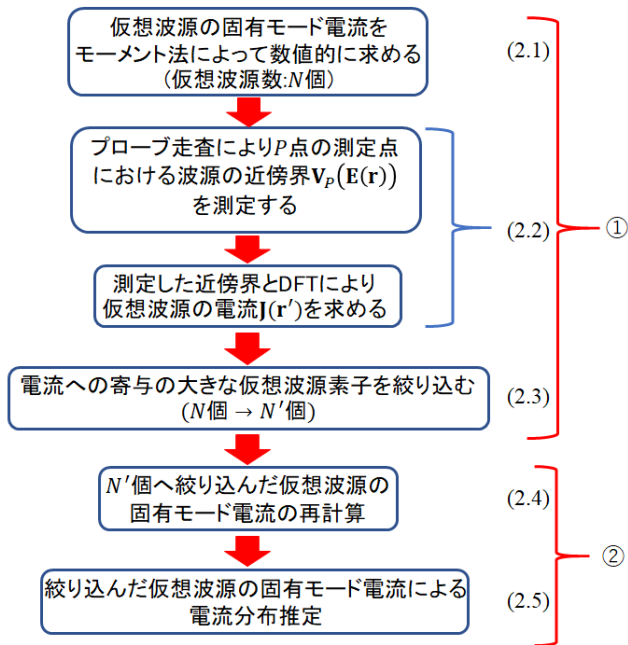 仮想波源の固有モード電流を
モーメント法によって数値的に求める
(仮想波源数:N個)
(2.1)
プローブ走査によりP点の測定点
における波源の近傍界V_P(E(r))
を測定する
(2.2)
①
測定した近傍界とDFTにより
仮想波源の電流J(r′)を求める
電流への寄与の大きな仮想波源素子を絞り込む
(N個 → N′個)
(2.3)
N′個へ絞り込んだ仮想波源の
固有モード電流の再計算
(2.4)
②
絞り込んだ仮想波源の固有モード電流による
電流分布推定
(2.5)